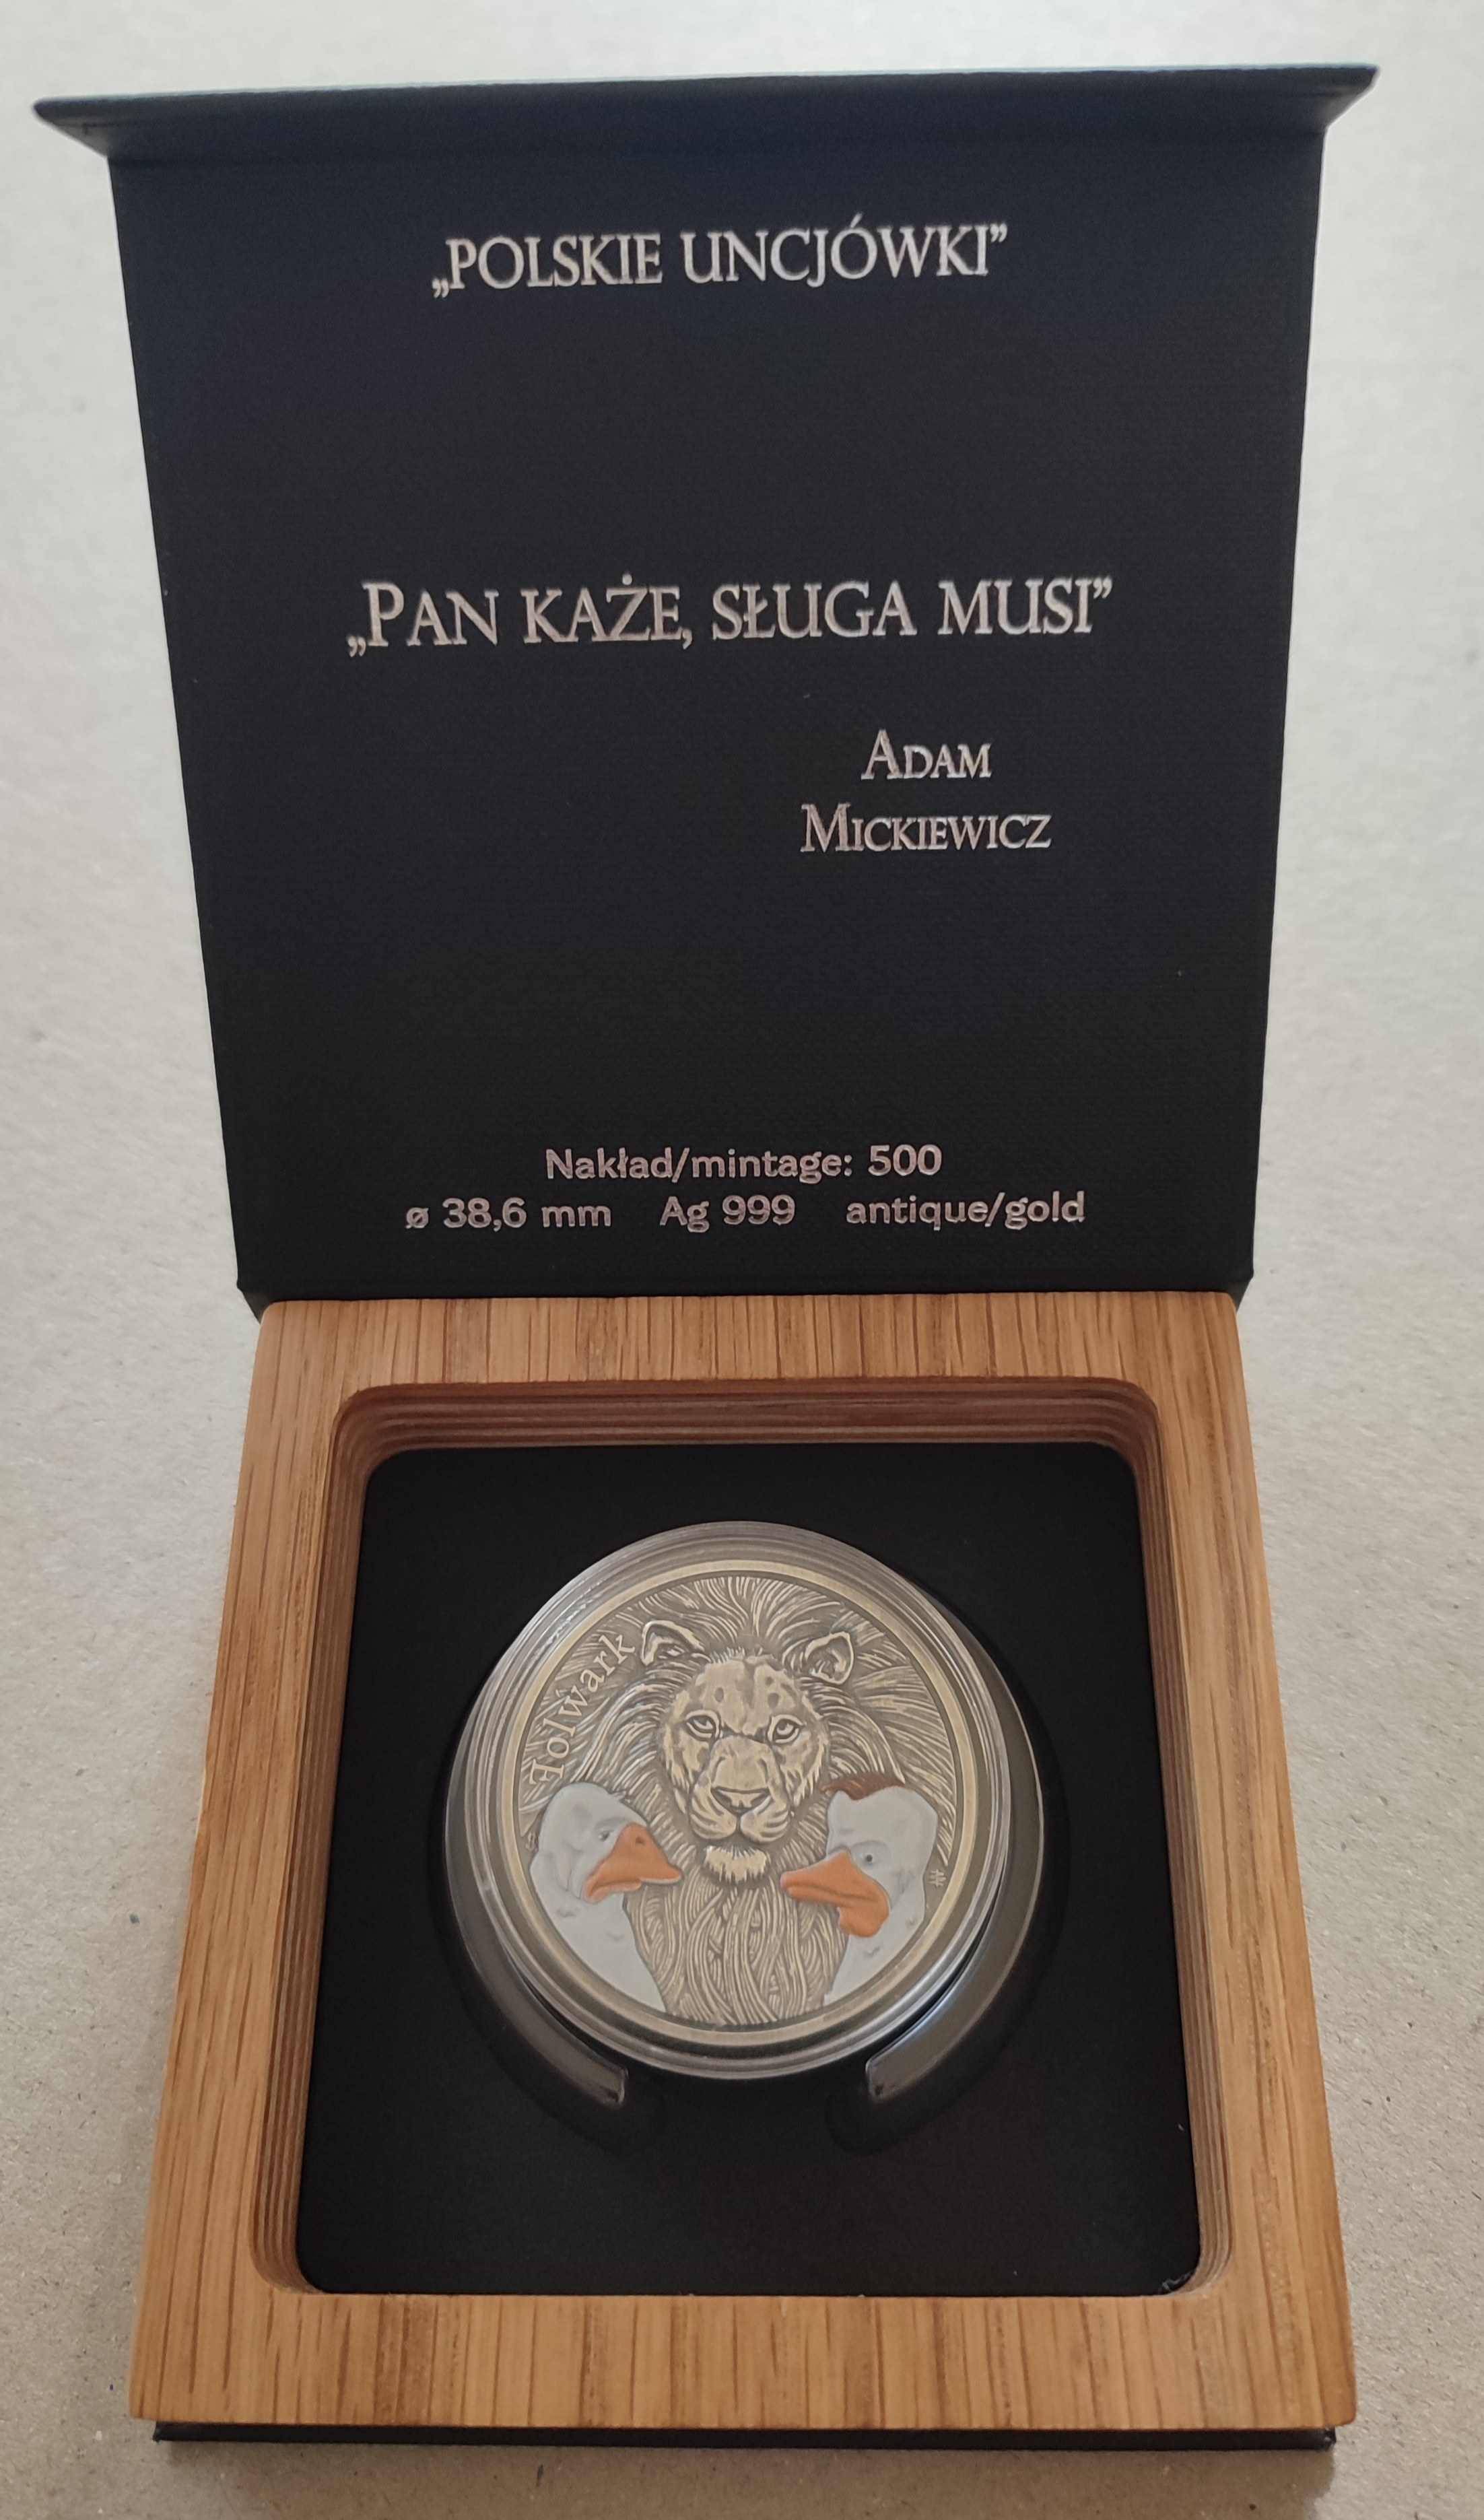 „POLSKIE UNCJÓWKI”
„PAN KAŻE, SŁUGA MUSI”
ADAM
MICKIEWICZ
Nakład/mintage: 500
ø 38,6 mm Ag 999 antique/gold
Folwark